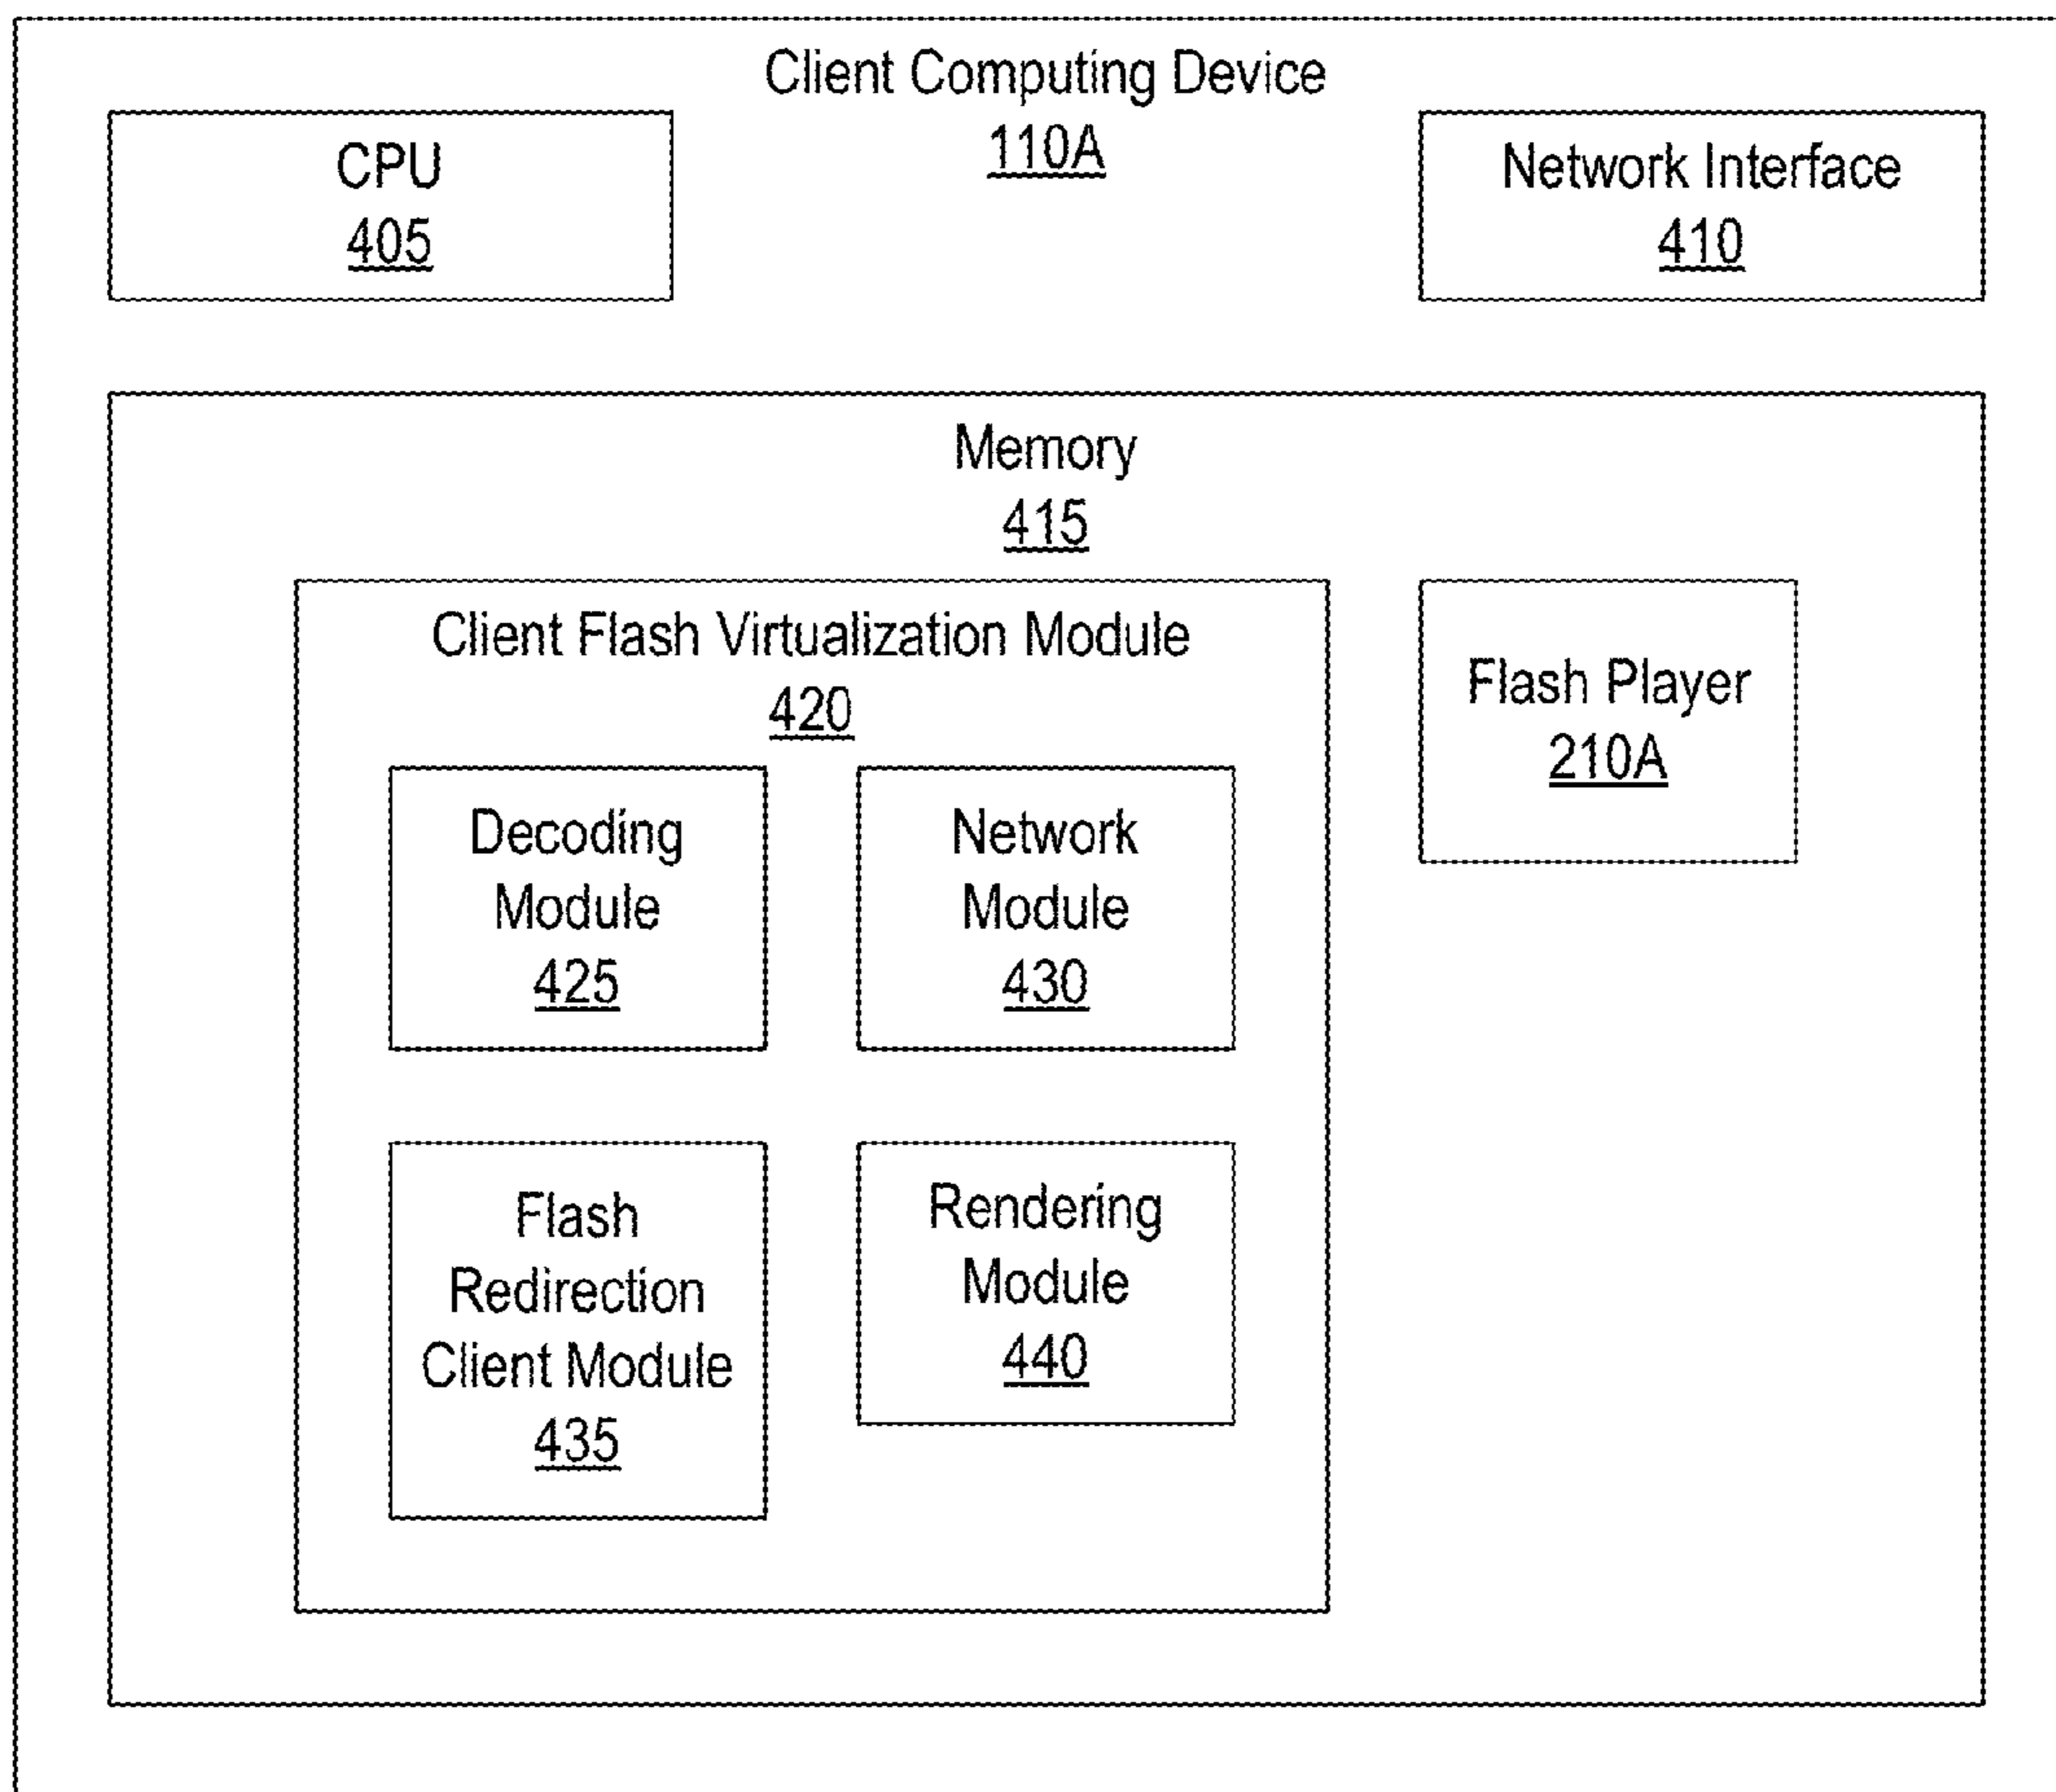 Client Computing Device
110A
CPU
405
Network Interface
410
Memory
415
Client Flash Virtualization Module
420
Flash Player
210A
Decoding
Module
425
Network
Module
430
Flash
Redirection
Client Module
435
Rendering
Module
440